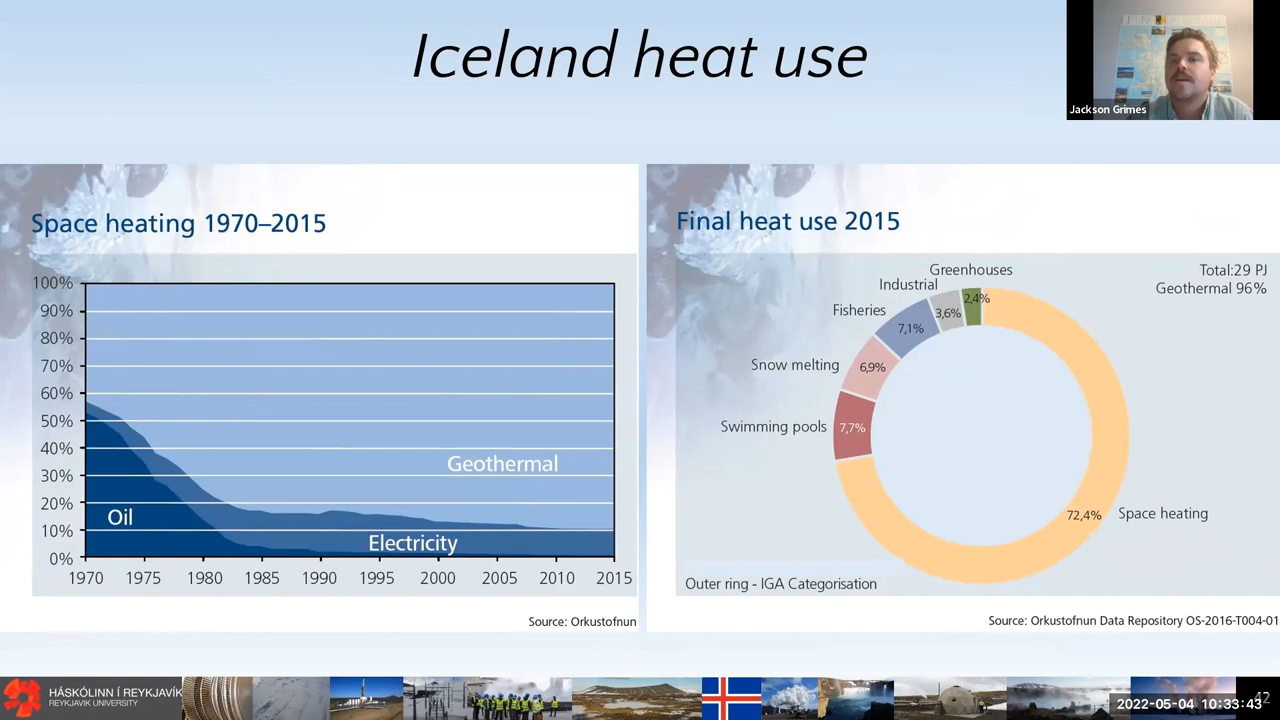 Iceland heat use
Jackson Grimes
Space heating 1970–2015
100%
90%
80%
70%
60%
50%
40%
30%
20%
10%
0%
Geothermal
Oil
Electricity
1970 1975 1980 1985 1990 1995 2000 2005 2010 2015
Source: Orkustofnun
Final heat use 2015
Total:29 PJ
Geothermal 96%
Greenhouses
Industrial
Fisheries
Snow melting
Swimming pools
Space heating
2,4%
3,6%
7,1%
6,9%
7,7%
72,4%
Outer ring - IGA Categorisation
Source: Orkustofnun Data Repository OS-2016-T004-01
HÁSKÓLINN Í REYKJAVÍK
REYKJAVIK UNIVERSITY
42
2022-05-04 10:33:43